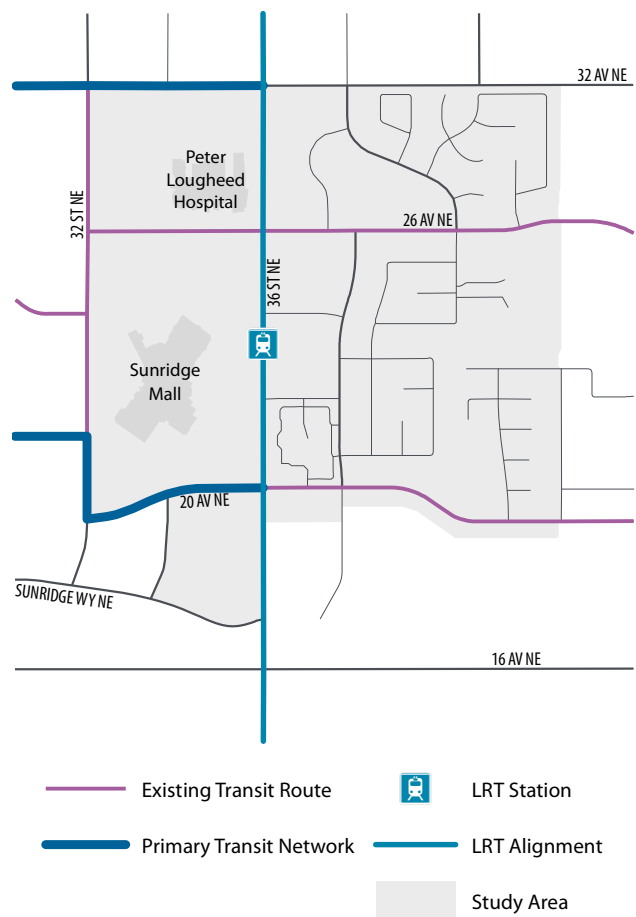 32 AV NE
Peter
Lougheed
Hospital
32 ST NE
26 AV NE
36 ST NE
Sunridge
Mall
20 AV NE
SUNRIDGE WY NE
16 AV NE
Existing Transit Route
LRT Station
Primary Transit Network
LRT Alignment
Study Area